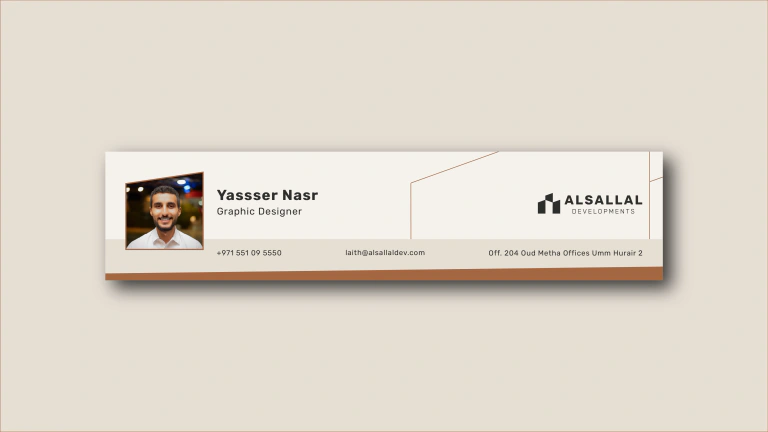 Yassser Nasr
Graphic Designer
ALSALLAL
DEVELOPMENTS
+971 551 09 5550
laith@alsallaldev.com
Off. 204 Oud Metha Offices Umm Hurair 2